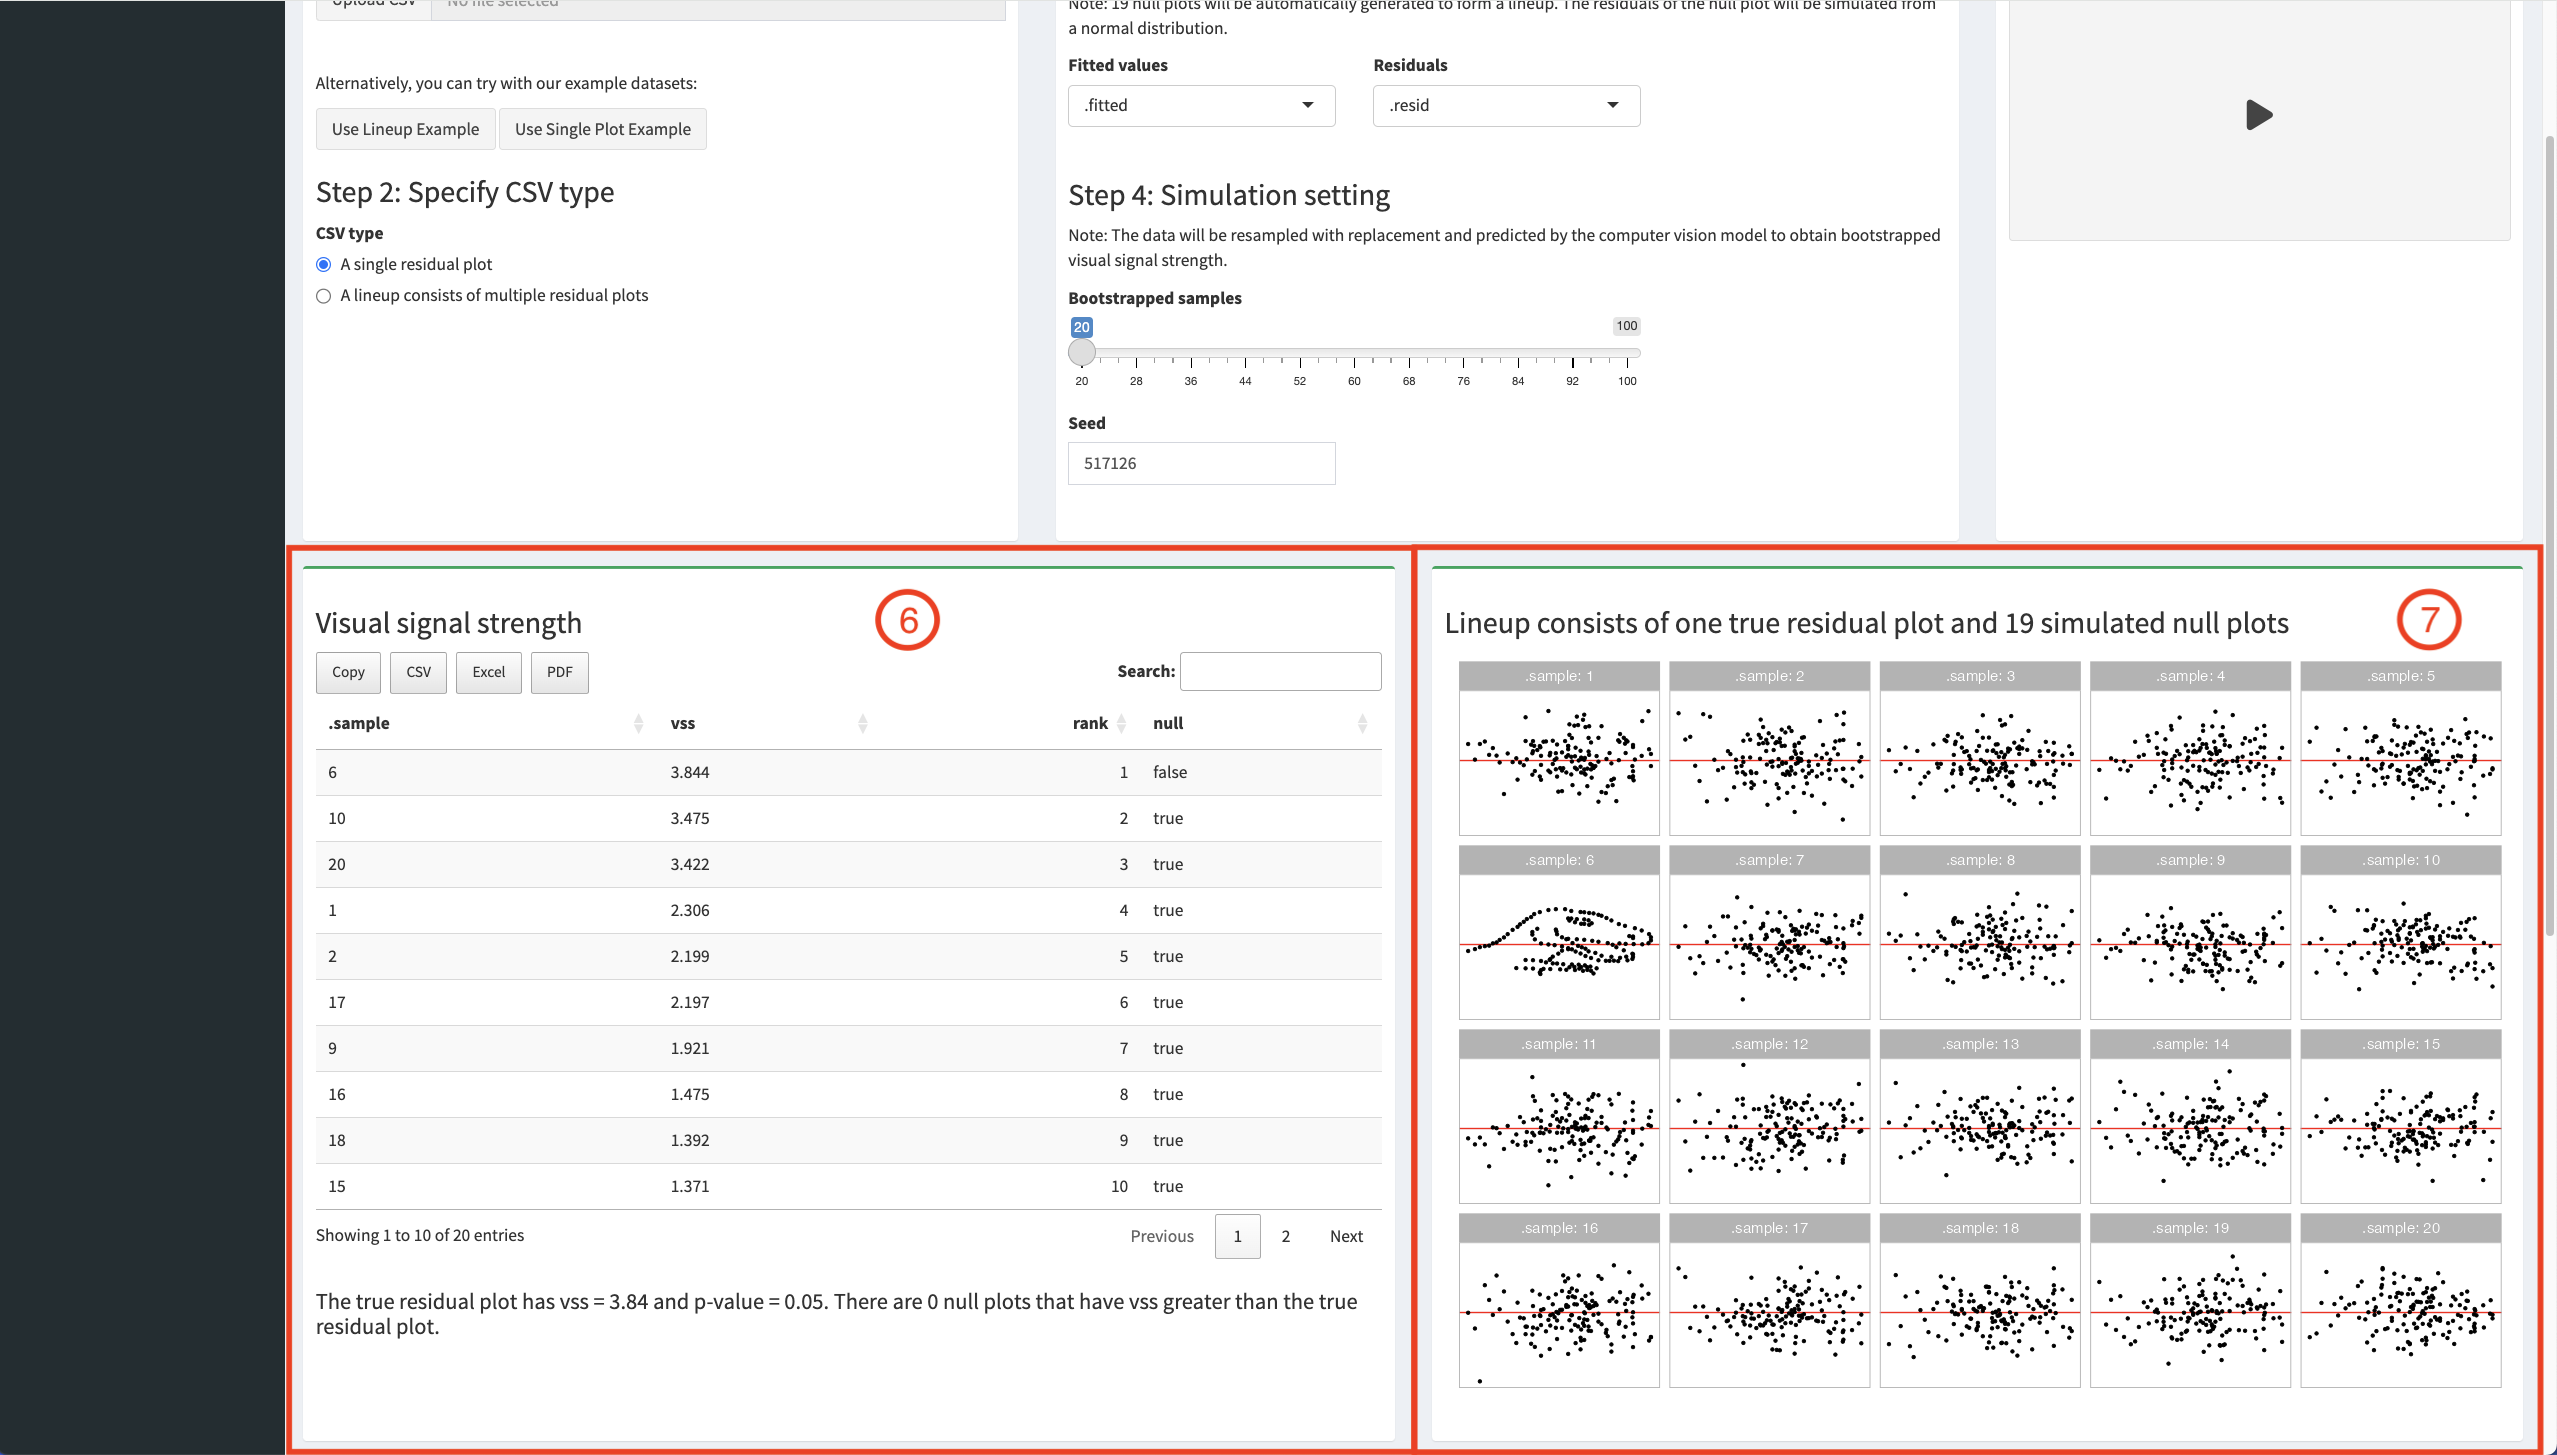 Upload CSV No file selected
Alternatively, you can try with our example datasets:
Use Lineup Example Use Single Plot Example
Step 2: Specify CSV type
CSV type
A single residual plot
A lineup consists of multiple residual plots
Note: 19 null plots will be automatically generated to form a lineup. The residuals of the null plot will be simulated from
a normal distribution.
Fitted values Residuals
.fitted .resid
Step 4: Simulation setting
Note: The data will be resampled with replacement and predicted by the computer vision model to obtain bootstrapped
visual signal strength.
Bootstrapped samples
20 100
20 28 36 44 52 60 68 76 84 92 100
Seed
517126
Visual signal strength
6
Copy CSV Excel PDF Search:
.sample vss rank null
6 3.844 1 false
10 3.475 2 true
20 3.422 3 true
1 2.306 4 true
2 2.199 5 true
17 2.197 6 true
9 1.921 7 true
16 1.475 8 true
18 1.392 9 true
15 1.371 10 true
Showing 1 to 10 of 20 entries Previous 1 2 Next
The true residual plot has vss = 3.84 and p-value = 0.05. There are 0 null plots that have vss greater than the true
residual plot.
Lineup consists of one true residual plot and 19 simulated null plots
7
.sample: 1 .sample: 2 .sample: 3 .sample: 4 .sample: 5
.sample: 6 .sample: 7 .sample: 8 .sample: 9 .sample: 10
.sample: 11 .sample: 12 .sample: 13 .sample: 14 .sample: 15
.sample: 16 .sample: 17 .sample: 18 .sample: 19 .sample: 20